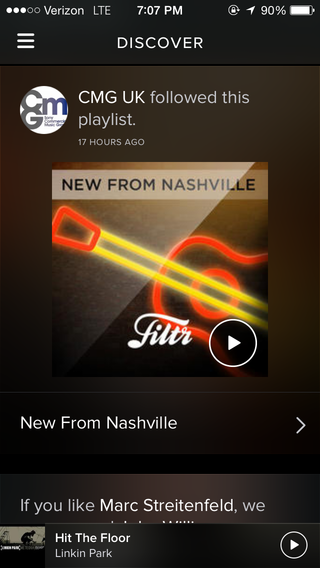 Verizon LTE 7:07 PM 90%
DISCOVER
CMG UK followed this
playlist.
17 HOURS AGO
NEW FROM NASHVILLE
Filtr
New From Nashville
If you like Marc Streitenfeld, we
Hit The Floor
Linkin Park